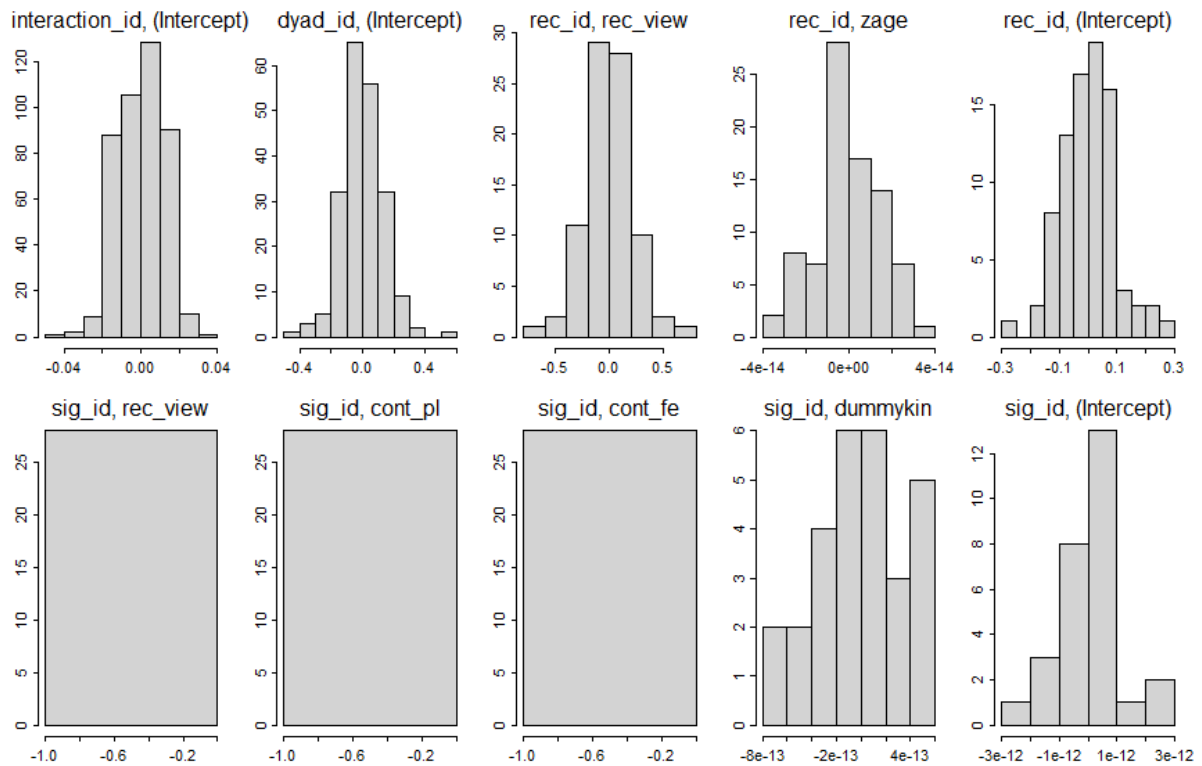 interaction_id, (Intercept)
dyad_id, (Intercept)
rec_id, rec_view
rec_id, zage
rec_id, (Intercept)
0 20 40 60 80 100 120
-0.04 0.00 0.04
0 10 20 30 40 50 60
-0.4 0.0 0.4
0 5 10 15 20 25 30
-0.5 0.0 0.5
0 5 10 15 20 25
-4e-14 0e+00 4e-14
0 5 10 15
-0.3 -0.1 0.1 0.3
sig_id, rec_view
sig_id, cont_pl
sig_id, cont_fe
sig_id, dummykin
sig_id, (Intercept)
0 5 10 15 20 25
-1.0 -0.6 -0.2
0 5 10 15 20 25
-1.0 -0.6 -0.2
0 5 10 15 20 25
-1.0 -0.6 -0.2
0 1 2 3 4 5 6
-8e-13 -2e-13 4e-13
0 2 4 6 8 10 12
-3e-12 -1e-12 1e-12 3e-12